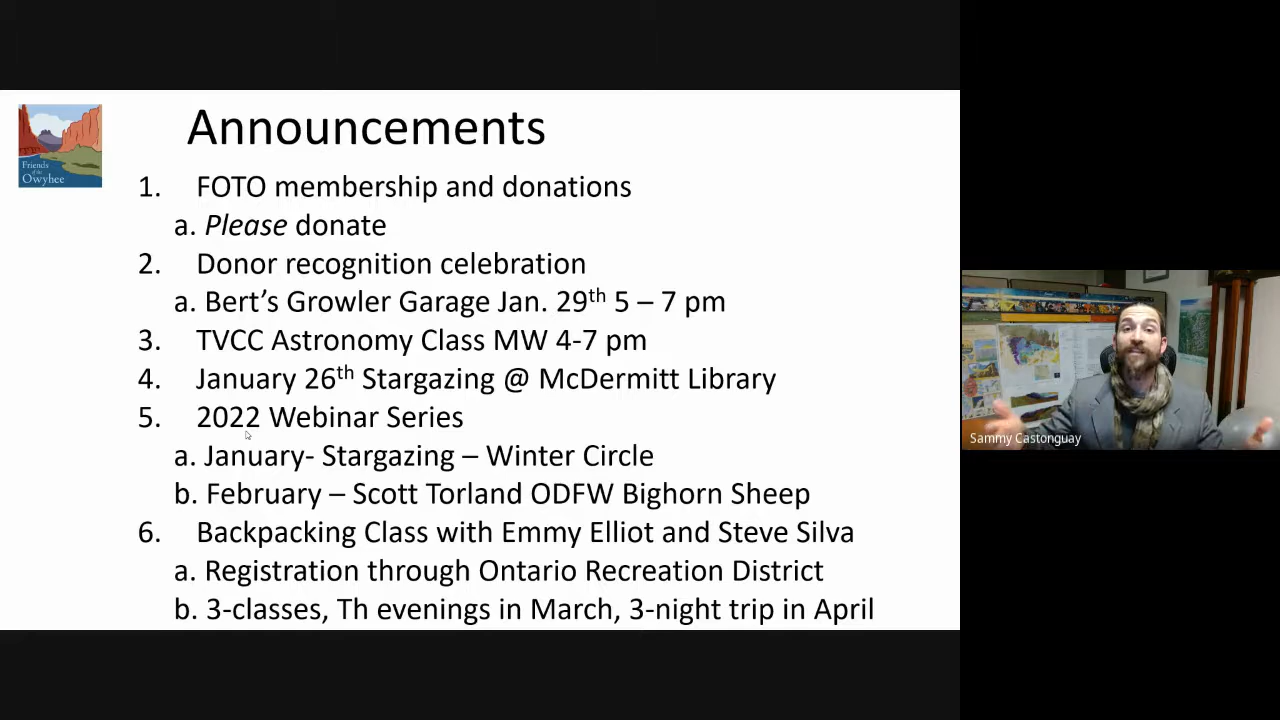 Friends
of the
Owyhee
Announcements
1. FOTO membership and donations
a. Please donate
2. Donor recognition celebration
a. Bert's Growler Garage Jan. 29th 5 – 7 pm
3. TVCC Astronomy Class MW 4-7 pm
4. January 26th Stargazing @ McDermitt Library
5. 2022 Webinar Series
a. January- Stargazing – Winter Circle
b. February – Scott Torland ODFW Bighorn Sheep
6. Backpacking Class with Emmy Elliot and Steve Silva
a. Registration through Ontario Recreation District
b. 3-classes, Th evenings in March, 3-night trip in April
Sammy Castonguay